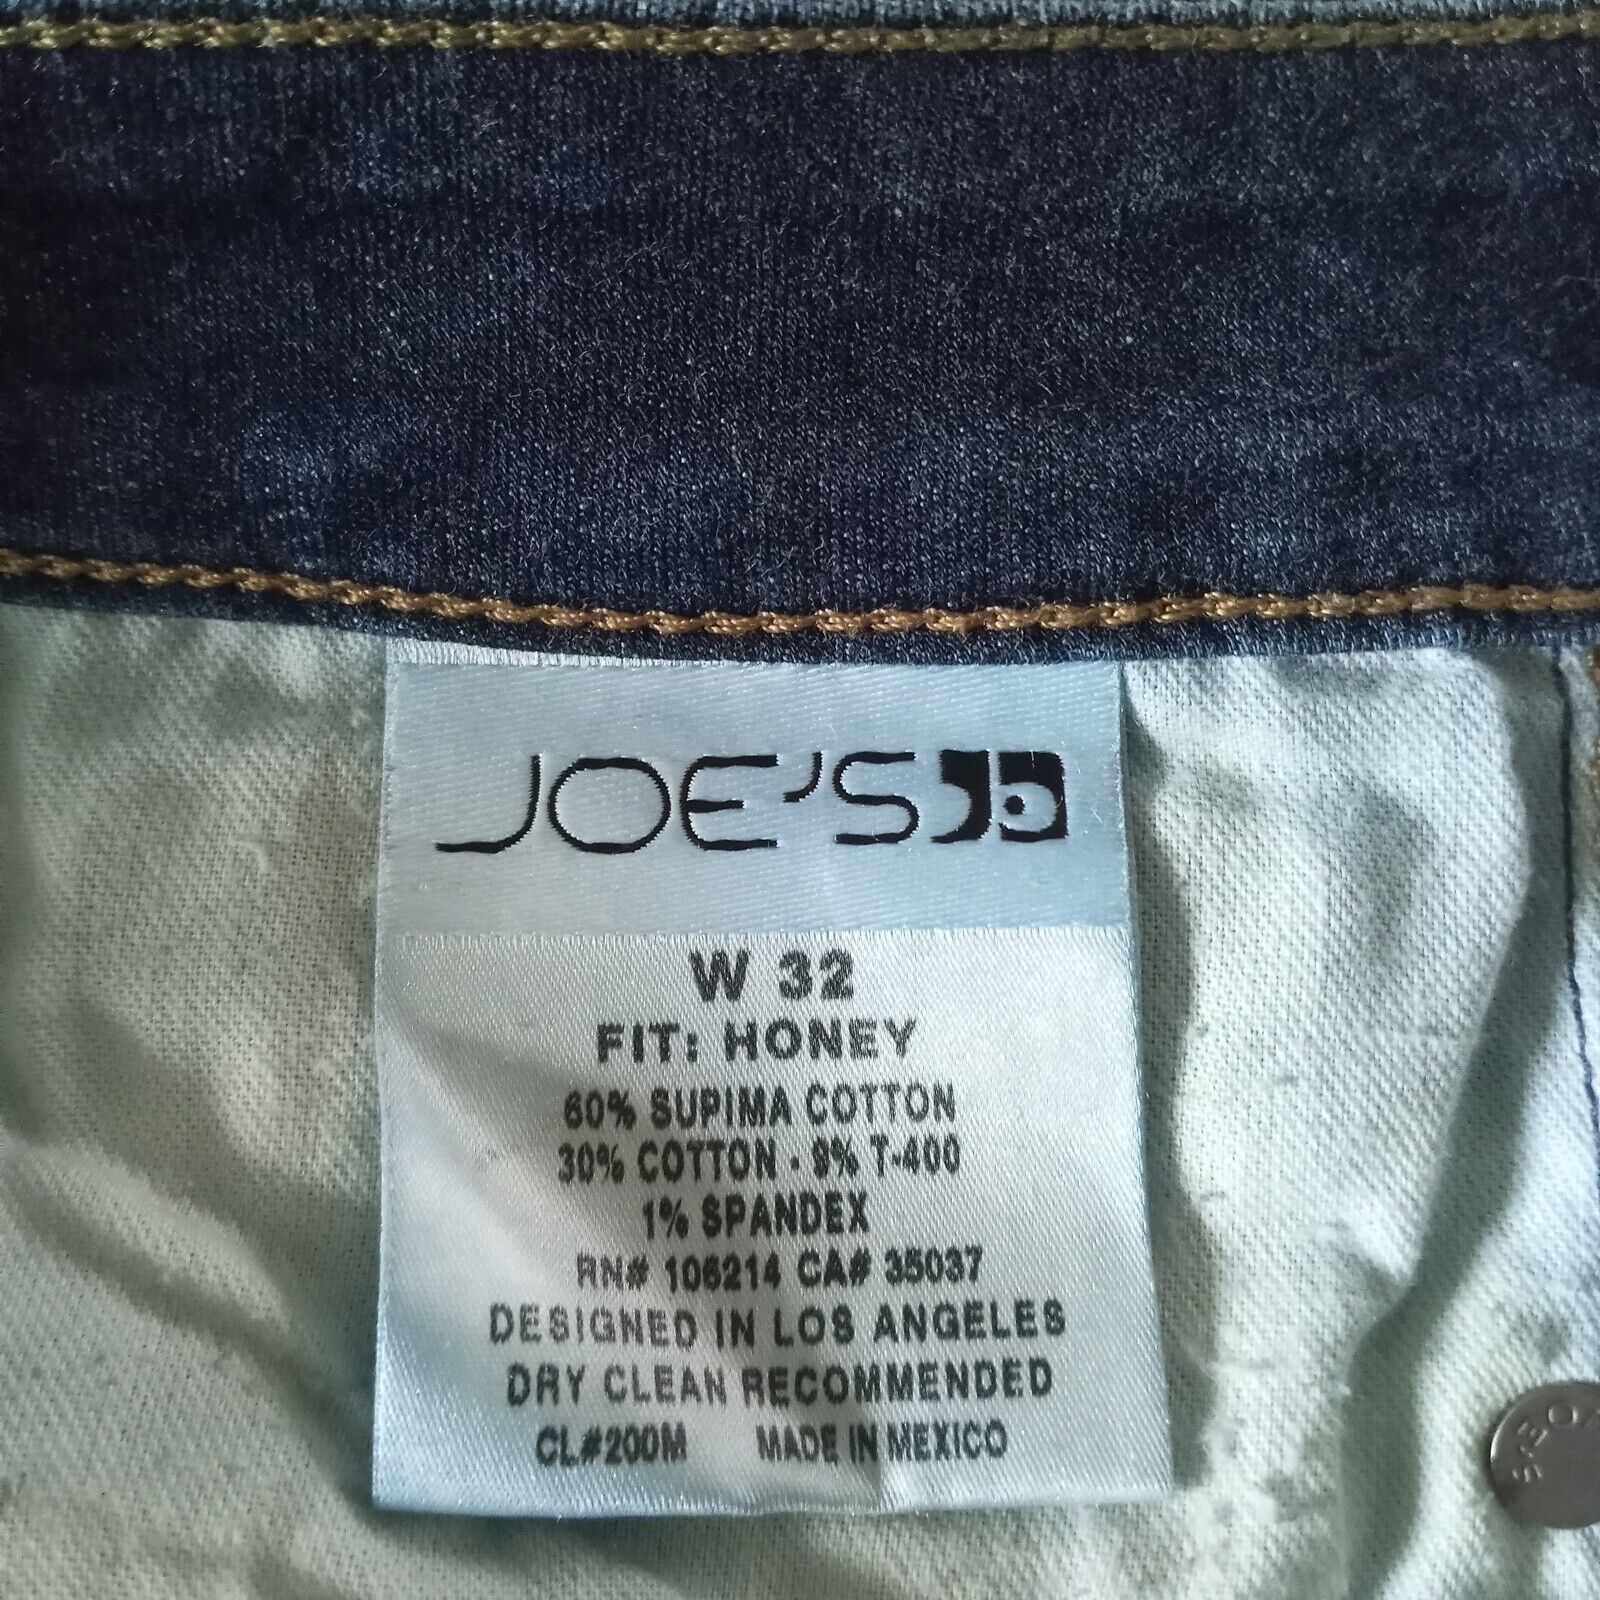 JOE'S
W 32
FIT: HONEY
60% SUPIMA COTTON
30% COTTON - 9% T-400
1% SPANDEX
RN# 106214 CA# 35037
DESIGNED IN LOS ANGELES
DRY CLEAN RECOMMENDED
CL#200M MADE IN MEXICO
JOE'S